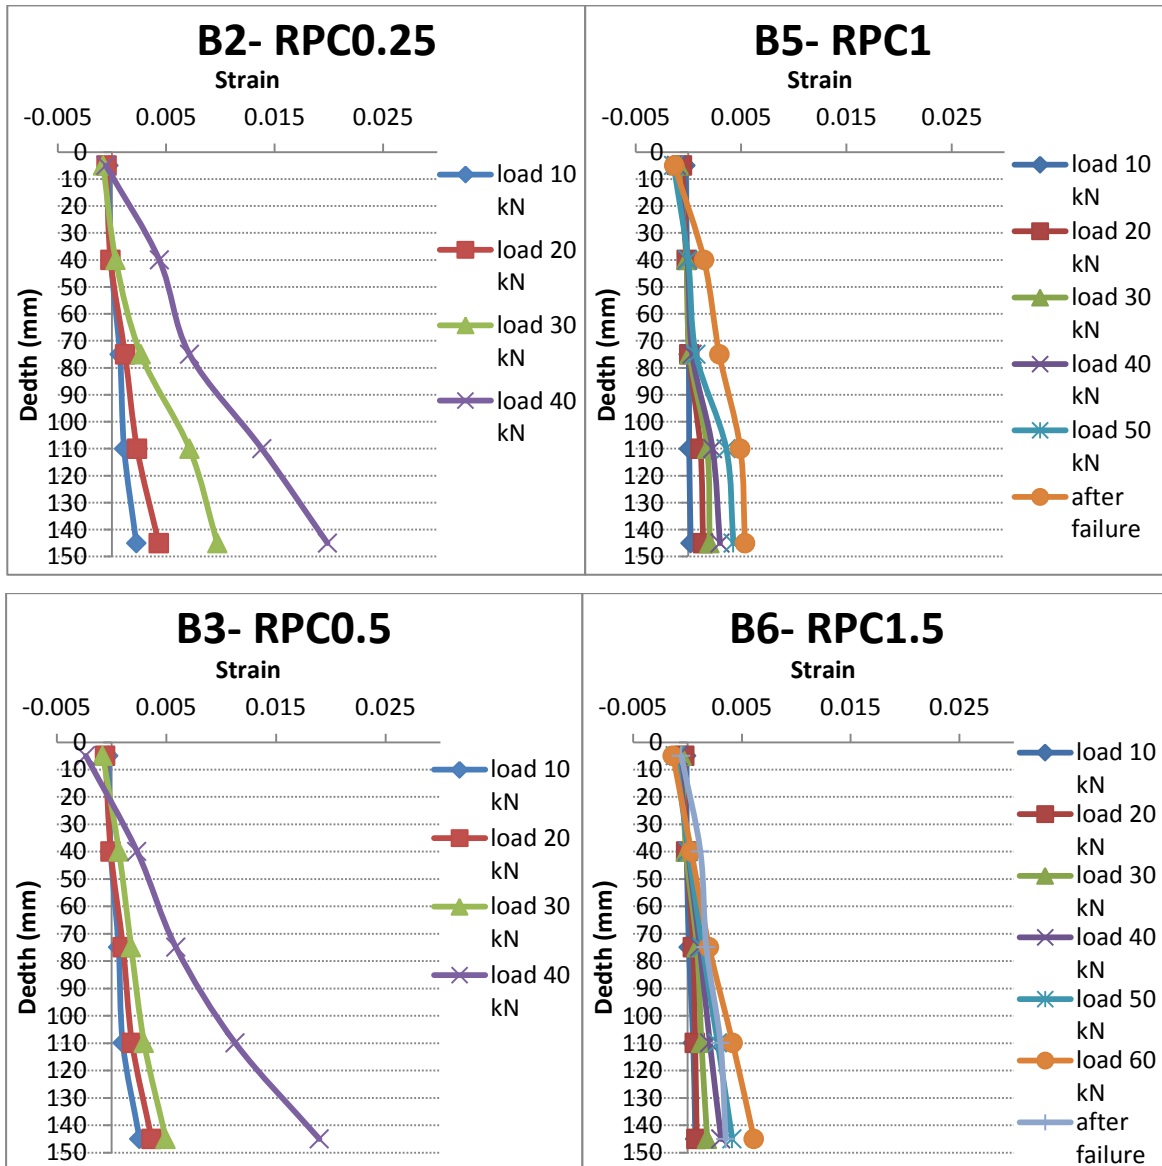 B2- RPC0.25
Strain
-0.005 0.005 0.015 0.025
0
10
20
30
40
50
60
70
80
90
100
110
120
130
140
150
Dedth (mm)
load 10
kN
load 20
kN
load 30
kN
load 40
kN
B5- RPC1
Strain
-0.005 0.005 0.015 0.025
0
10
20
30
40
50
60
70
80
90
100
110
120
130
140
150
Dedth (mm)
load 10
kN
load 20
kN
load 30
kN
load 40
kN
load 50
kN
after
failure
B3- RPC0.5
Strain
-0.005 0.005 0.015 0.025
0
10
20
30
40
50
60
70
80
90
100
110
120
130
140
150
Dedth (mm)
load 10
kN
load 20
kN
load 30
kN
load 40
kN
B6- RPC1.5
Strain
-0.005 0.005 0.015 0.025
0
10
20
30
40
50
60
70
80
90
100
110
120
130
140
150
Dedth (mm)
load 10
kN
load 20
kN
load 30
kN
load 40
kN
load 50
kN
load 60
kN
after
failure